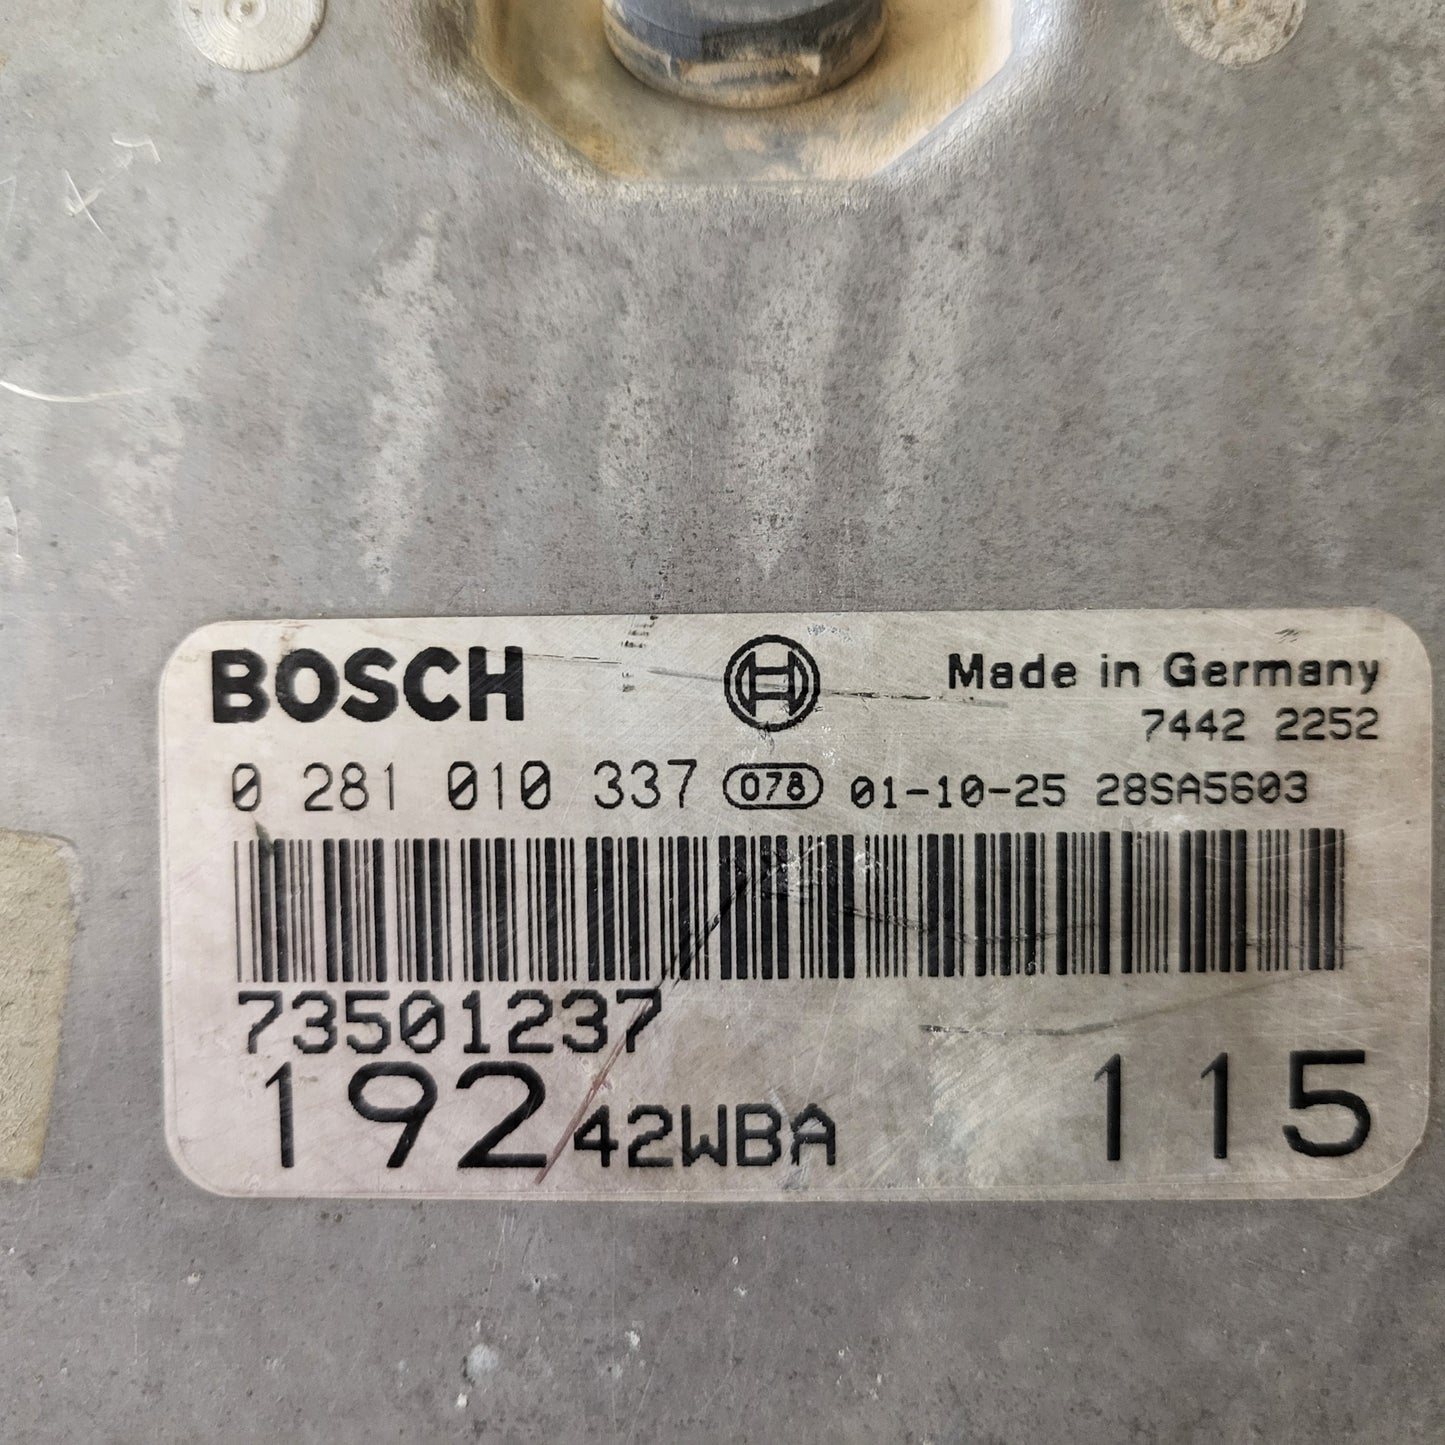 BOSCH
Made in Germany
7442 2252
0 281 010 337 078 01-10-25 28SA5603
73501237
192 42WBA 115